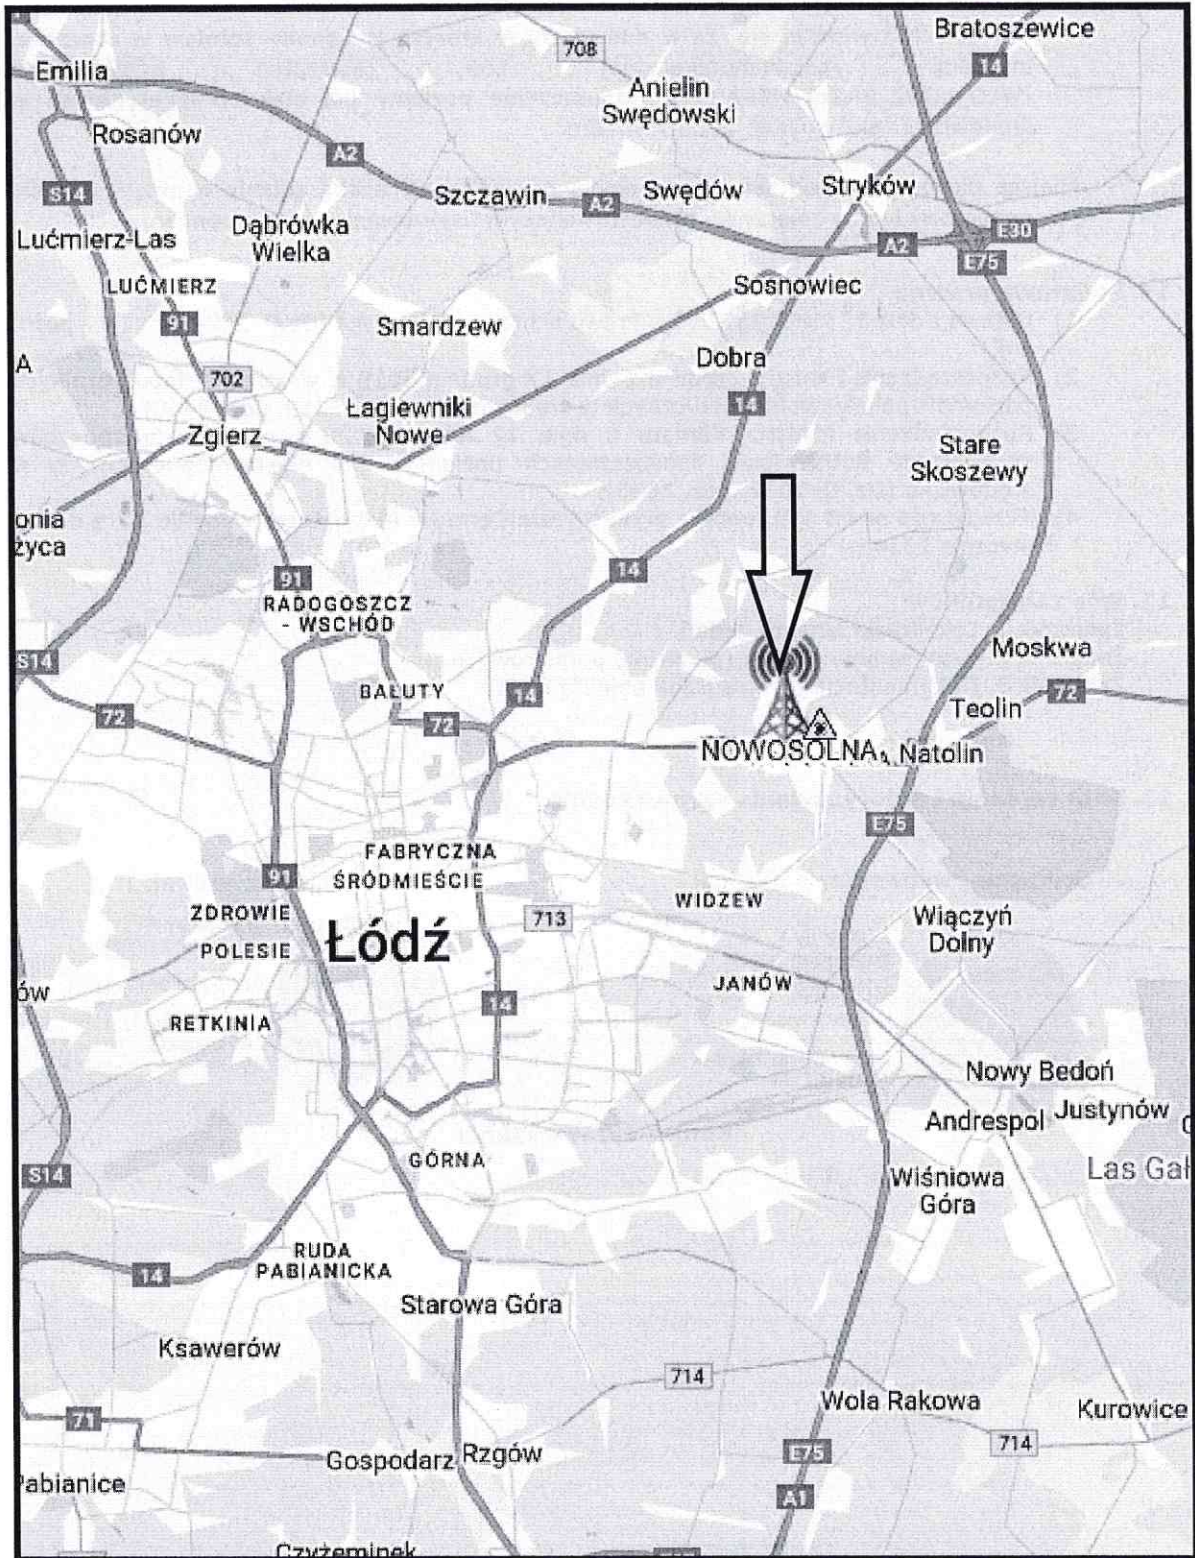 Bratoszewice
708
14
Emilia
Anielin
Swędowski
Rosanów
A2
S14
Szczawin
A2
Swędów
Stryków
Lućmierz-Las
Dąbrówka
Wielka
E30
A2
E75
LUĆMIERZ
Sosnowiec
91
Smardzew
A
Dobra
702
14
Łagiewniki
Nowe
Zgierz
Stare
Skoszewy
onia
życa
14
91
RADOGOSZCZ
- WSCHÓD
Moskwa
S14
BAŁUTY
14
72
Teolin
72
72
NOWOSOLNA
Natolin
E75
FABRYCZNA
ŚRÓDMIEŚCIE
91
WIDZEW
ZDROWIE
713
Wiączyń
Dolny
Łódź
POLESIE
JANÓW
ów
14
RETKINIA
Nowy Bedoń
Andrespol
Justynów
GÓRNA
Las Gał
S14
Wiśniowa
Góra
RUDA
PABIANICKA
14
Starowa Góra
Ksawerów
714
Wola Rakowa
Kurowice
71
714
E75
Gospodarz
Rzgów
Pabianice
A1
Czyżeminek